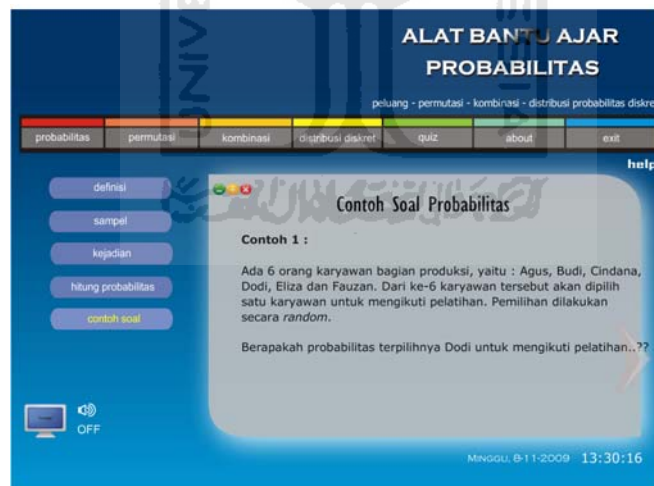 ALAT BANTU AJAR
PROBABILITAS
peluang - permutasi - kombinasi - distribusi probabilitas diskre
probabilitas permutasi kombinasi distribusi diskret quiz about exit
help
definisi
sampel
kejadian
hitung probabilitas
contoh soal
Contoh Soal Probabilitas
Contoh 1 :
Ada 6 orang karyawan bagian produksi, yaitu : Agus, Budi, Cindana,
Dodi, Eliza dan Fauzan. Dari ke-6 karyawan tersebut akan dipilih
satu karyawan untuk mengikuti pelatihan. Pemilihan dilakukan
secara random.
Berapakah probabilitas terpilihnya Dodi untuk mengikuti pelatihan..??
OFF
MINGGU, 8-11-2009 13:30:16